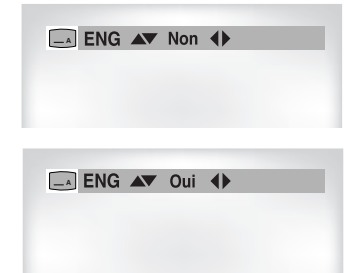 _ A ENG ▲▼ Non ◀▶
_ A ENG ▲▼ Oui ◀▶